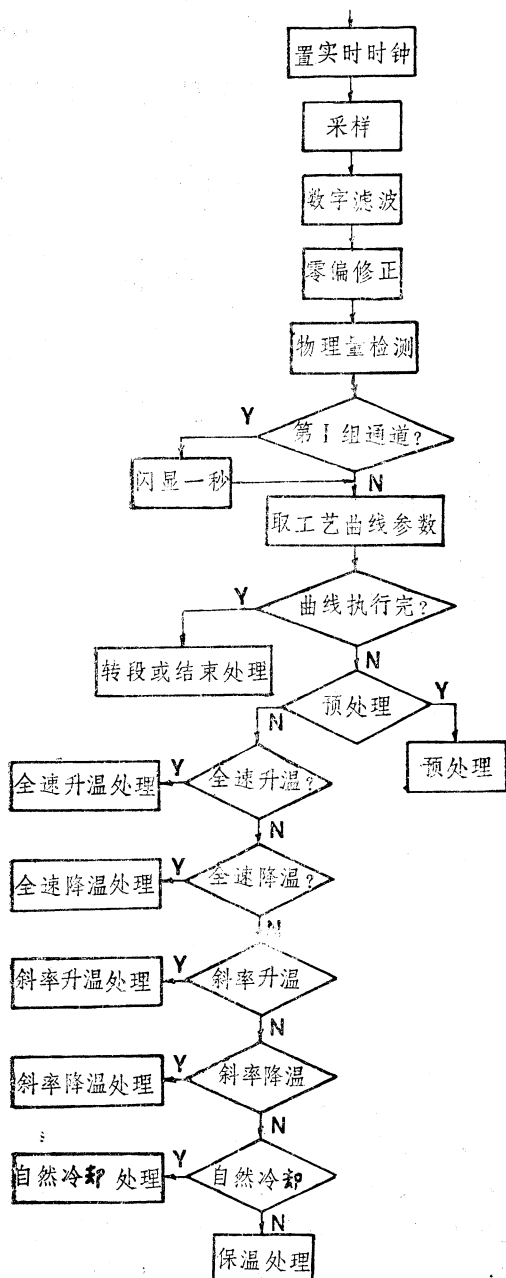 置实时时钟
采样
数字滤波
零偏修正
物理量检测
Y
第I组通道?
闪显一秒
N
取工艺曲线参数
Y
曲线执行完?
转段或结束处理
N
预处理
Y
N
预处理
全速升温处理
Y
全速升温?
N
全速降温处理
Y
全速降温?
N
斜率升温处理
Y
斜率升温
N
斜率降温处理
Y
斜率降温
N
自然冷却处理
Y
自然冷却
N
保温处理